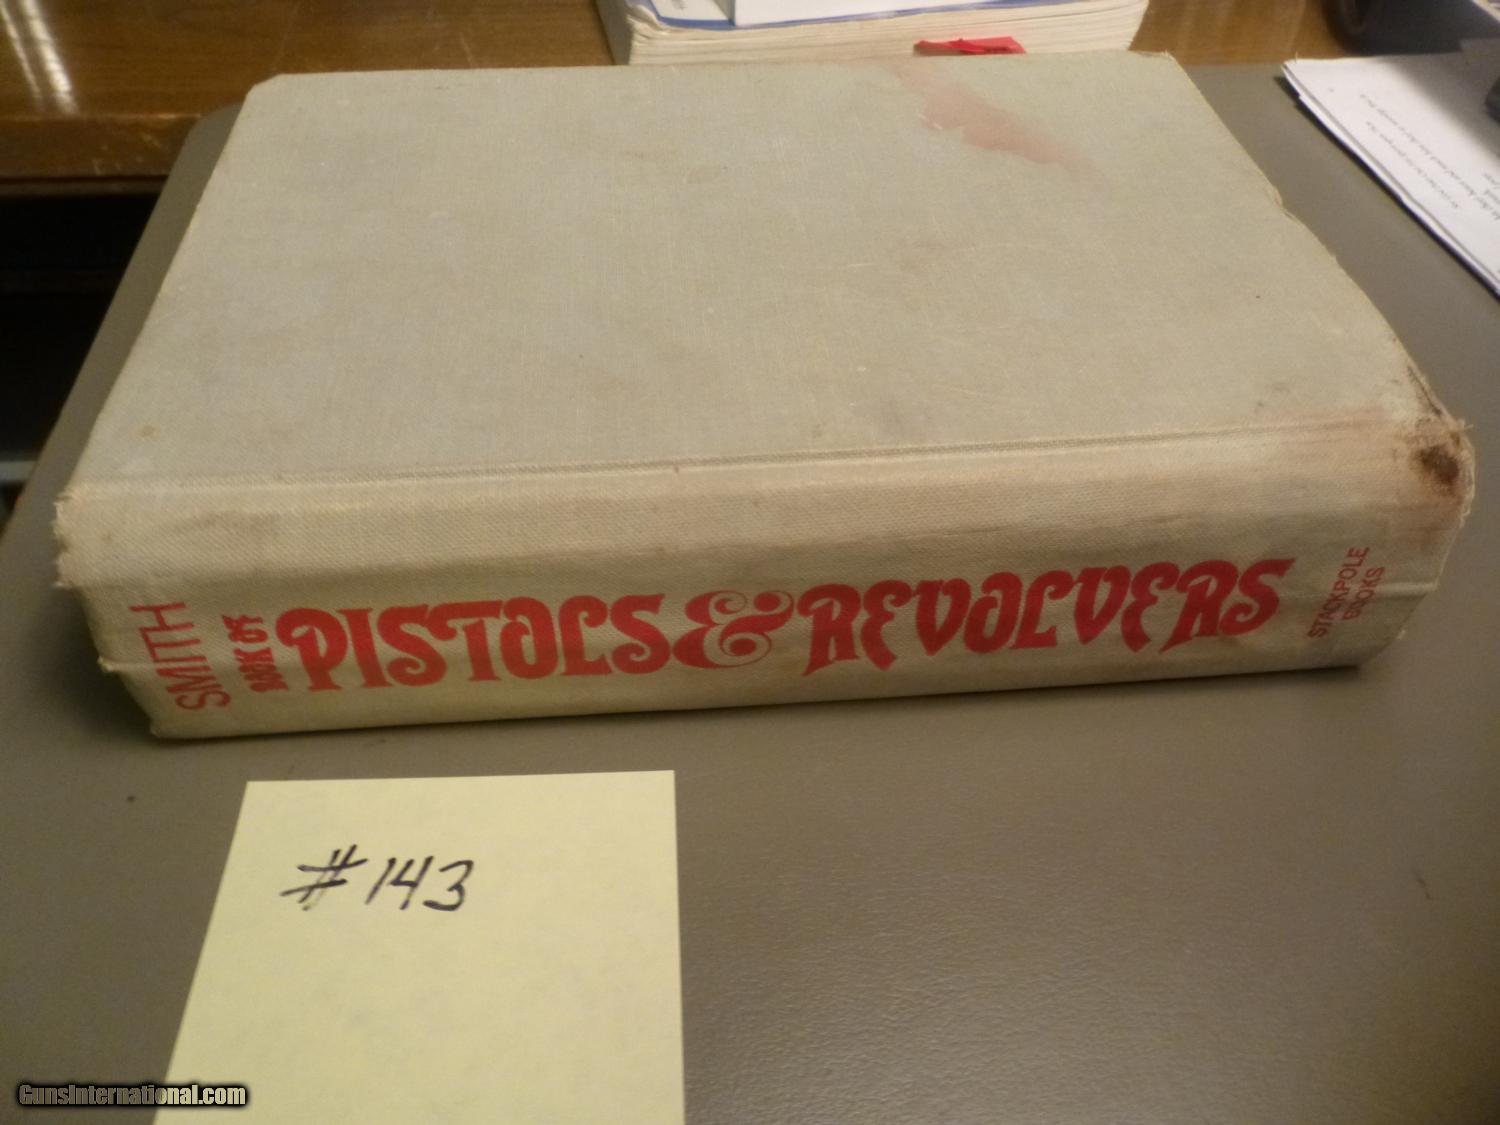 SMITH
BOOK OF
PISTOLS & REVOLVERS
STACKPOLE
BOOKS
#143
GunsInternational.com